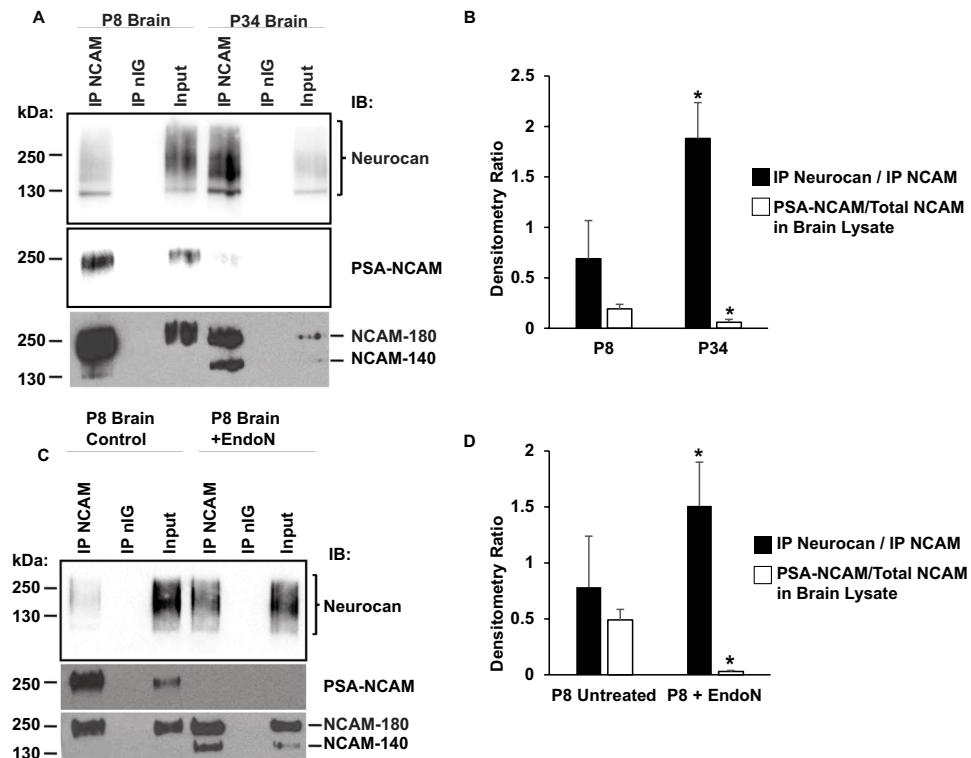 A
P8 Brain
P34 Brain
IP NCAM
IP nIG
Input
IP NCAM
IP nIG
Input
IB:
kDa:
250
130
Neurocan
250
PSA-NCAM
250
130
NCAM-180
NCAM-140
B
Densitometry Ratio
2.5
2
1.5
1
0.5
0
*
*
P8
P34
IP Neurocan / IP NCAM
PSA-NCAM/Total NCAM
in Brain Lysate
C
P8 Brain
Control
P8 Brain
+EndoN
IP NCAM
IP nIG
Input
IP NCAM
IP nIG
Input
IB:
kDa:
250
130
Neurocan
250
PSA-NCAM
250
130
NCAM-180
NCAM-140
D
Densitometry Ratio
2
1.5
1
0.5
0
*
*
P8 Untreated
P8 + EndoN
IP Neurocan / IP NCAM
PSA-NCAM/Total NCAM
in Brain Lysate